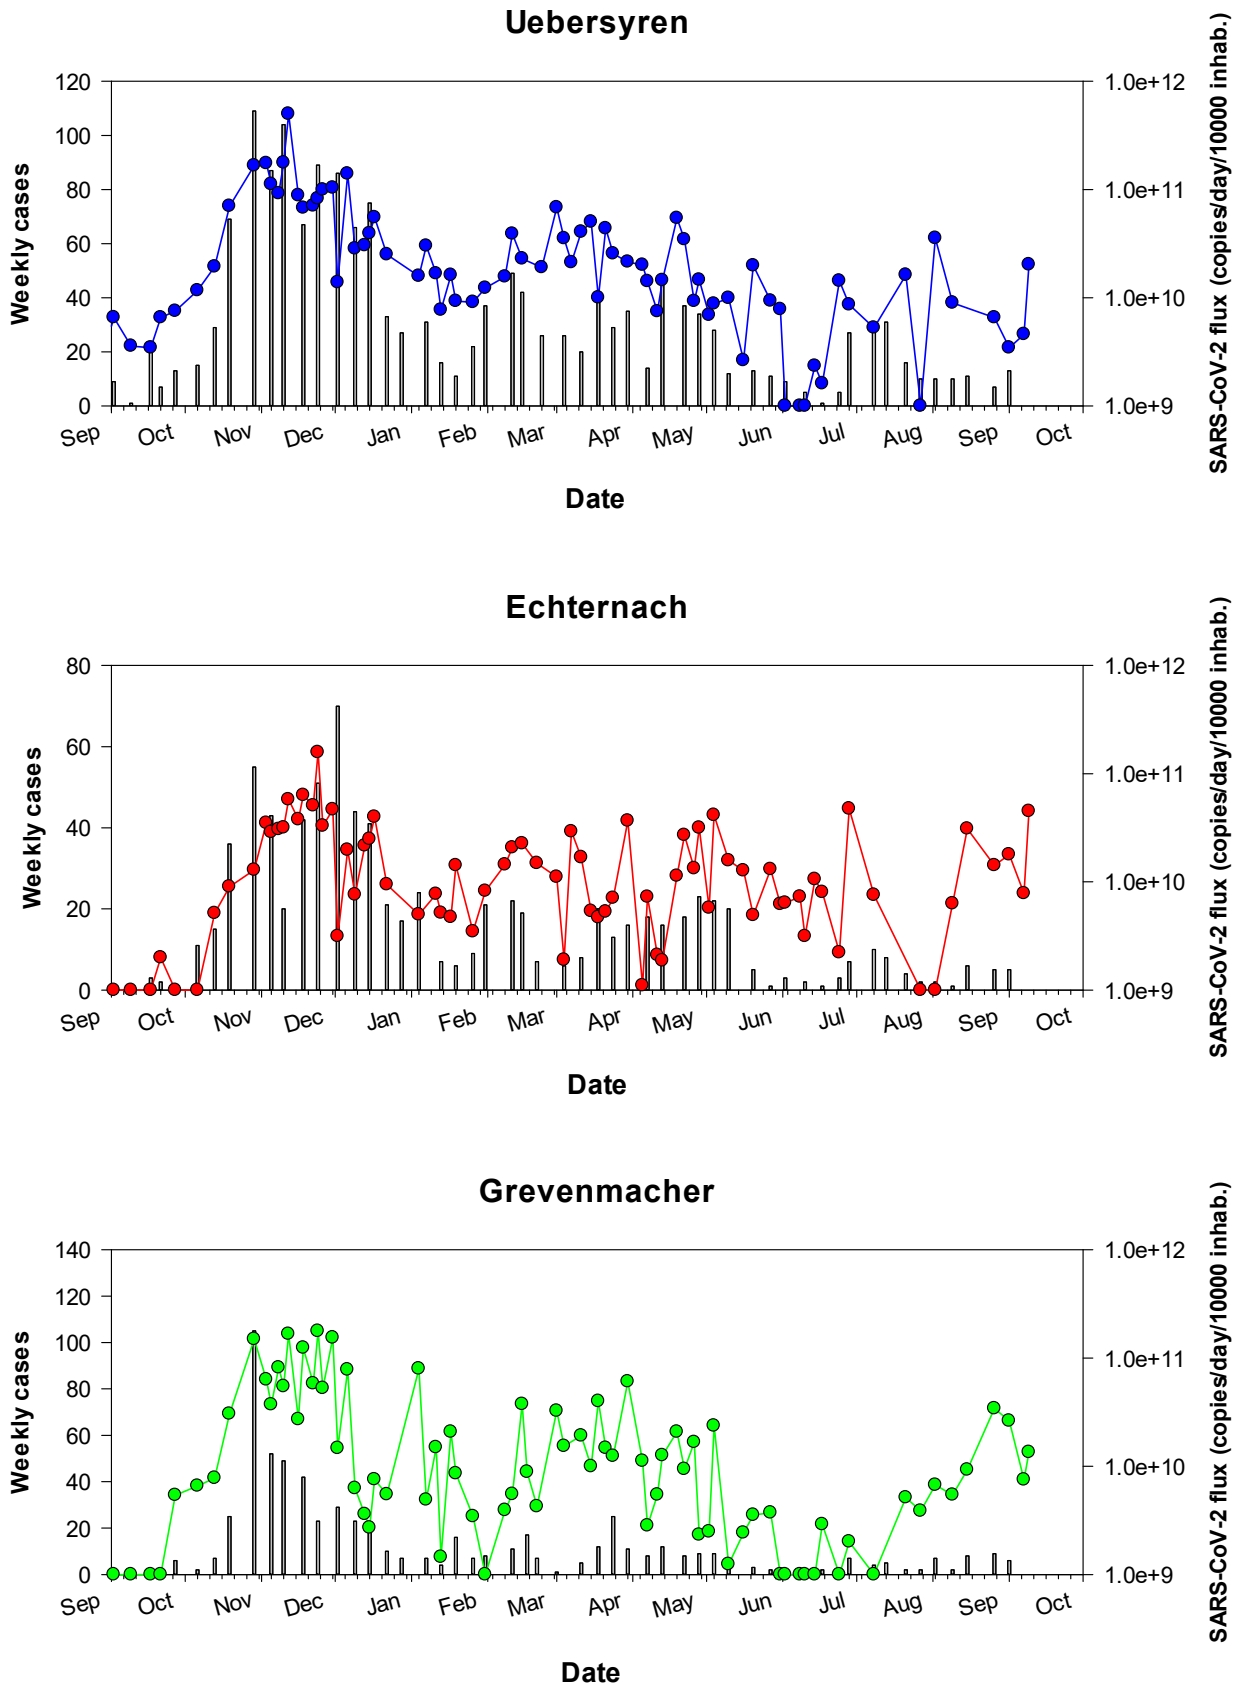 Uebersyren
Weekly cases
120
100
80
60
40
20
0
1.0e+12
1.0e+11
1.0e+10
1.0e+9
SARS-CoV-2 flux (copies/day/10000 inhab.)
Sep Oct Nov Dec Jan Feb Mar Apr May Jun Jul Aug Sep Oct
Date
Echternach
Weekly cases
80
60
40
20
0
1.0e+12
1.0e+11
1.0e+10
1.0e+9
SARS-CoV-2 flux (copies/day/10000 inhab.)
Sep Oct Nov Dec Jan Feb Mar Apr May Jun Jul Aug Sep Oct
Date
Grevenmacher
Weekly cases
140
120
100
80
60
40
20
0
1.0e+12
1.0e+11
1.0e+10
1.0e+9
SARS-CoV-2 flux (copies/day/10000 inhab.)
Sep Oct Nov Dec Jan Feb Mar Apr May Jun Jul Aug Sep Oct
Date